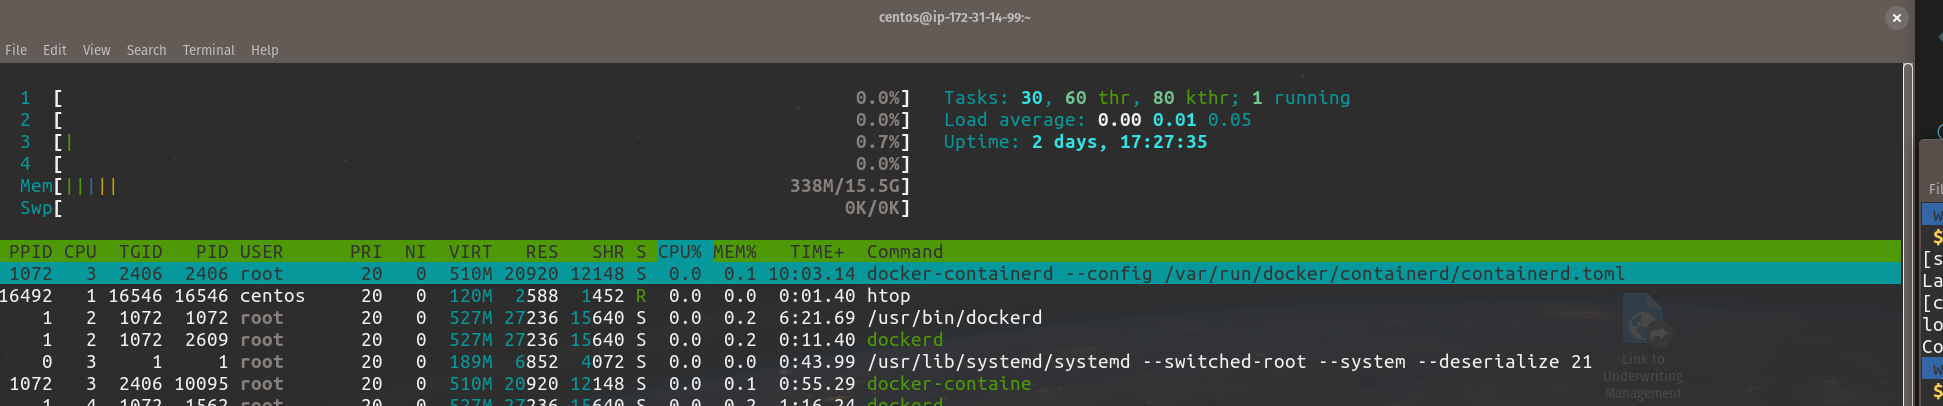 centos@ip-172-31-14-99:~
File Edit View Search Terminal Help
1 [ 0.0%] Tasks: 30, 60 thr, 80 kthr; 1 running
2 [ 0.0%] Load average: 0.00 0.01 0.05
3 [| 0.7%] Uptime: 2 days, 17:27:35
4 [ 0.0%]
Mem[||||| 338M/15.5G]
Swp[ 0K/0K]
PPID CPU TGID PID USER PRI NI VIRT RES SHR S CPU% MEM% TIME+ Command
1072 3 2406 2406 root 20 0 510M 20920 12148 S 0.0 0.1 10:03.14 docker-containerd --config /var/run/docker/containerd/containerd.toml
16492 1 16546 16546 centos 20 0 120M 2588 1452 R 0.0 0.0 0:01.40 htop
1 2 1072 1072 root 20 0 527M 27236 15640 S 0.0 0.2 6:21.69 /usr/bin/dockerd
1 2 1072 2609 root 20 0 527M 27236 15640 S 0.0 0.2 0:11.40 dockerd
0 3 1 1 root 20 0 189M 6852 4072 S 0.0 0.0 0:43.99 /usr/lib/systemd/systemd --switched-root --system --deserialize 21
1072 3 2406 10095 root 20 0 510M 20920 12148 S 0.0 0.1 0:55.29 docker-containe
1 4 1072 1562 root 20 0 527M 27236 15640 S 0.0 0.2 1:16.24 dockerd
Link to
Underwriting
Management
Fil
w
$
[s
La
[c
lo
Co
w
$